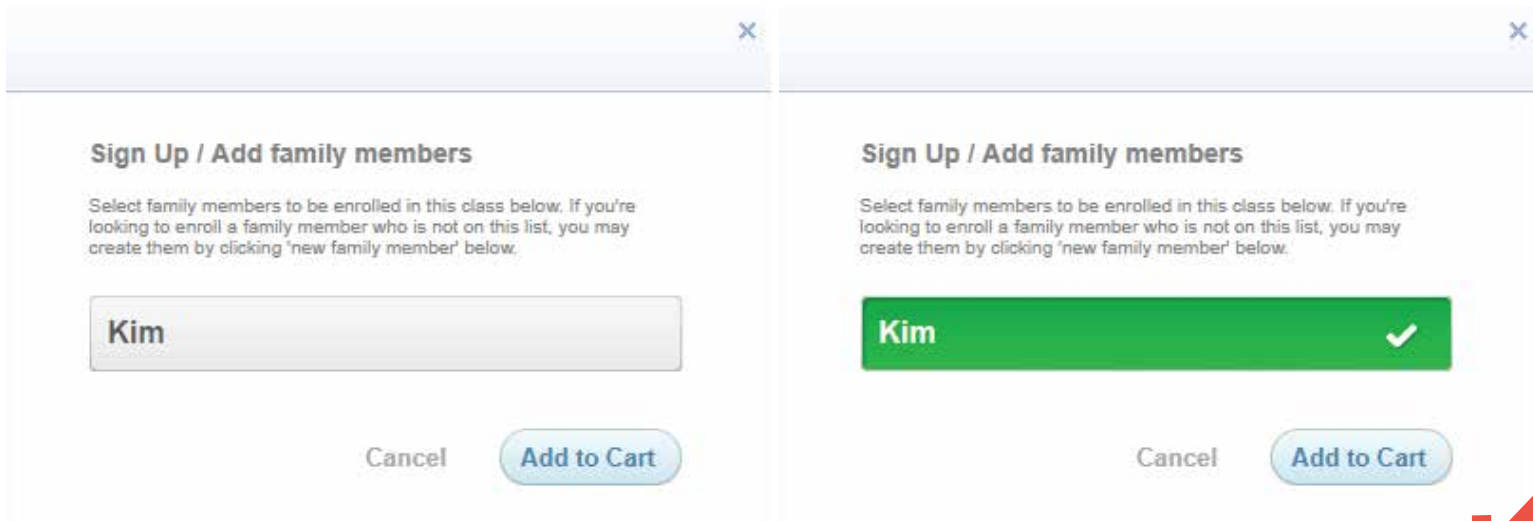 Sign Up / Add family members
Select family members to be enrolled in this class below. If you're
looking to enroll a family member who is not on this list, you may
create them by clicking 'new family member' below.
Kim
Cancel
Add to Cart
Sign Up / Add family members
Select family members to be enrolled in this class below. If you're
looking to enroll a family member who is not on this list, you may
create them by clicking 'new family member' below.
Kim
Cancel
Add to Cart